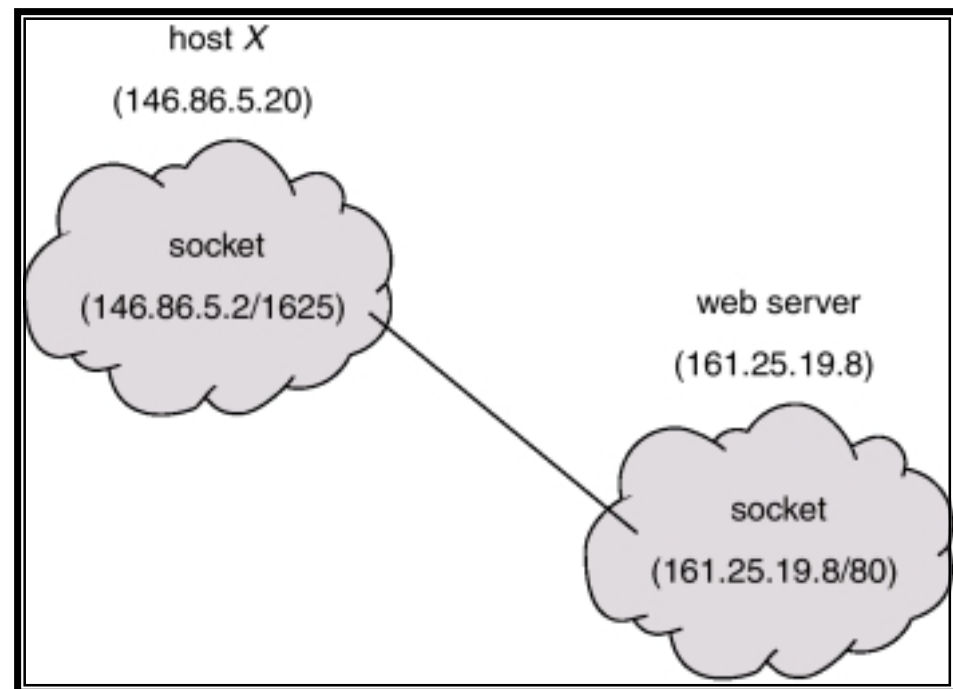 host X
(146.86.5.20)
socket
(146.86.5.2/1625)
web server
(161.25.19.8)
socket
(161.25.19.8/80)